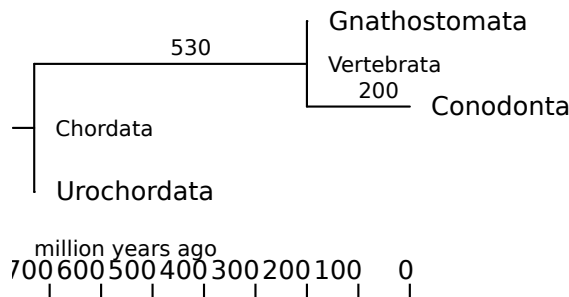 Gnathostomata
530
Vertebrata
200
Conodonta
Chordata
Urochordata
million years ago
700 600 500 400 300 200 100 0